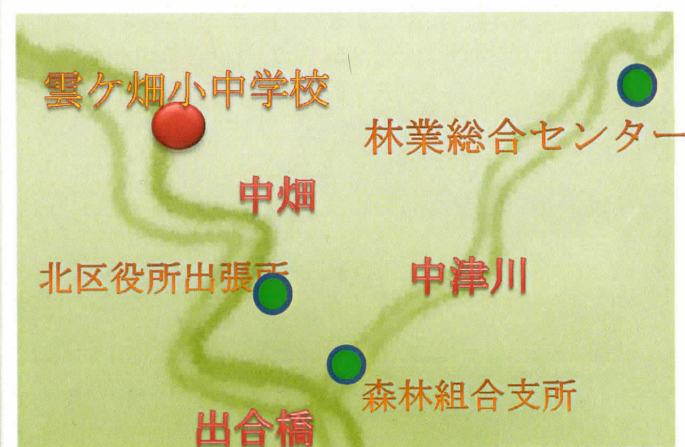 雲ケ畑小中学校
林業総合センター
中畑
北区役所出張所
中津川
森林組合支所
出合橋